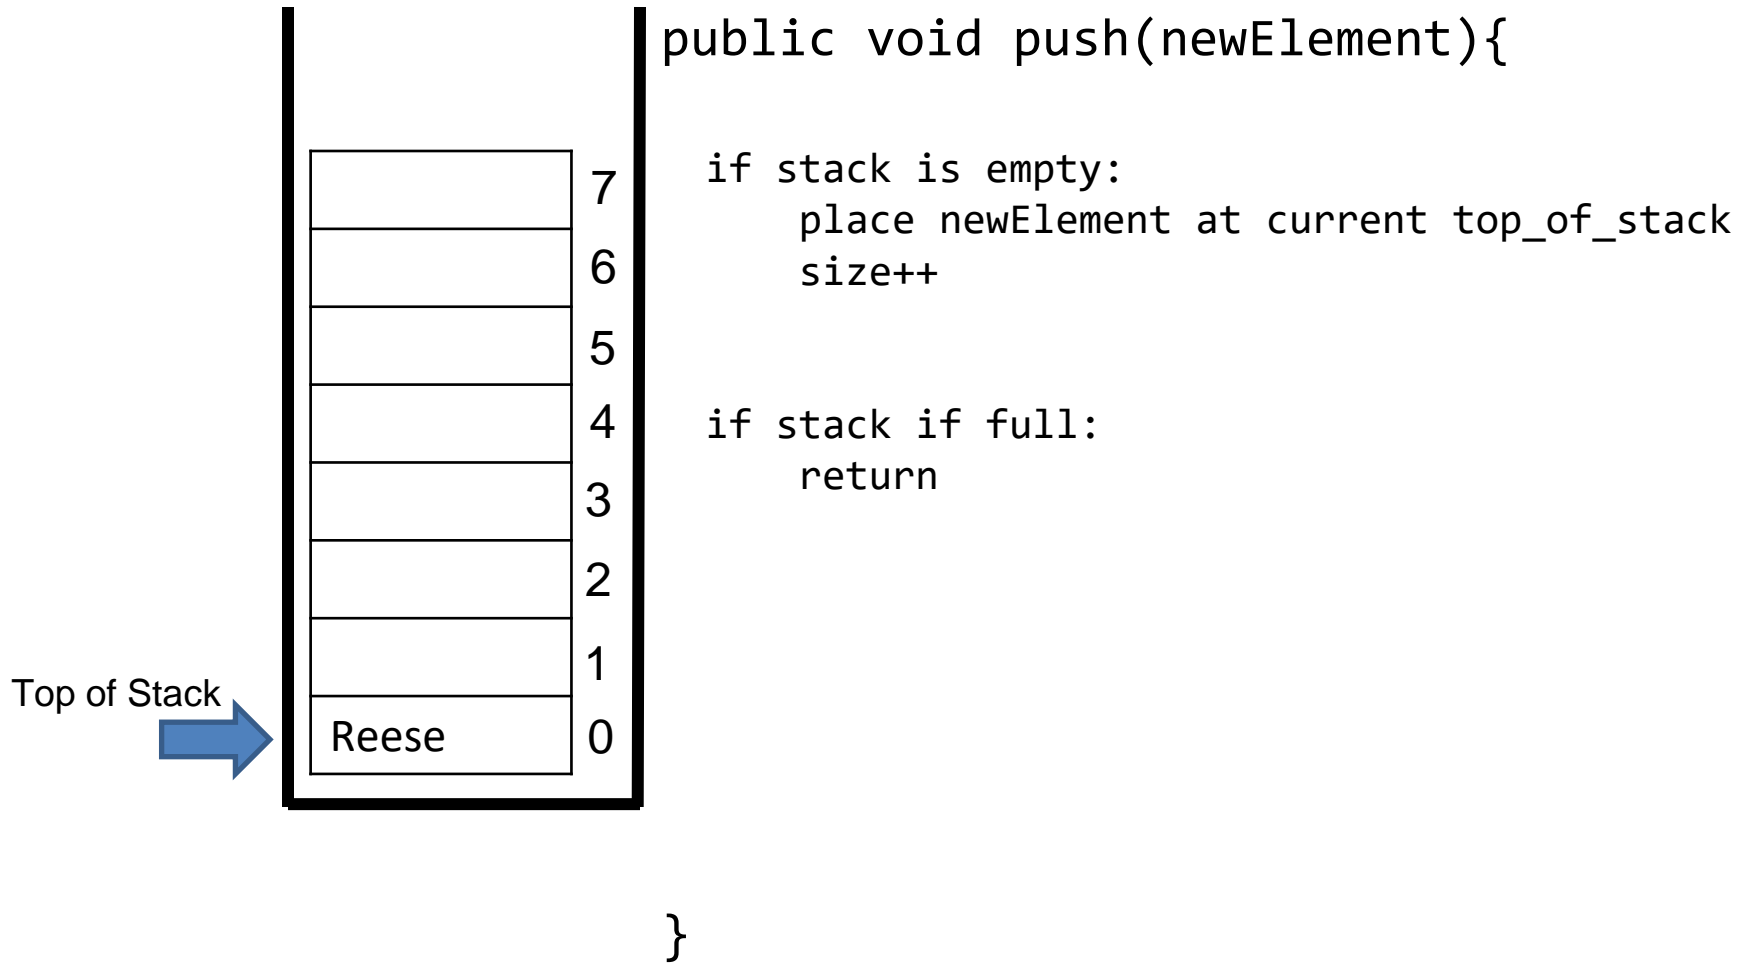 public void push(newElement){
if stack is empty:
place newElement at current top_of_stack
size++
if stack if full:
return
}
7
6
5
4
3
2
1
Top of Stack
Reese 0